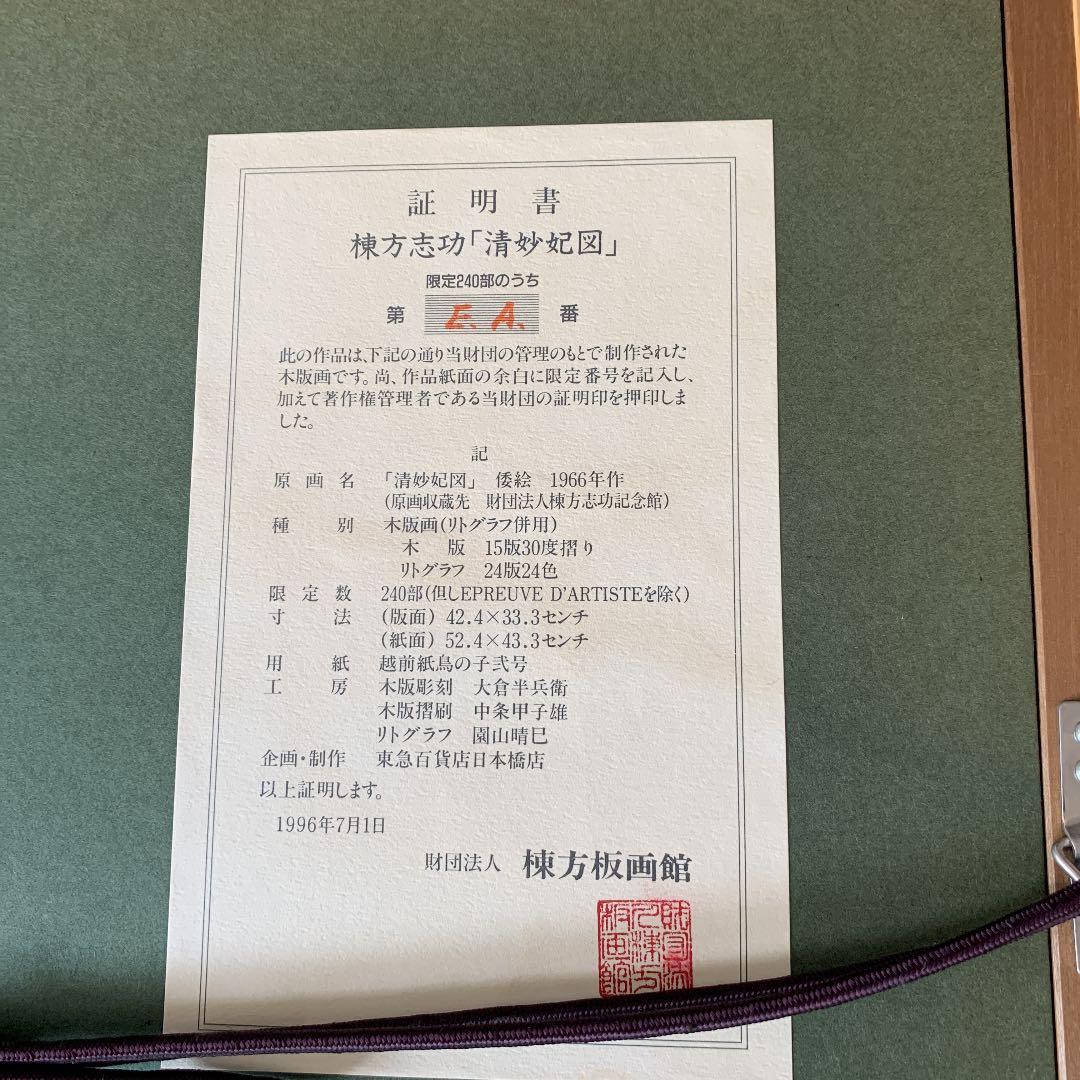 証明書
棟方志功「清妙妃図」
限定240部のうち
第 E. A. 番
此の作品は、下記の通り当財団の管理のもとで制作された
木版画です。尚、作品紙面の余白に限定番号を記入し、
加えて著作権管理者である当財団の証明印を押印しま
した。
記
原画名 「清妙妃図」 倭絵 1966年作
(原画収蔵先 財団法人棟方志功記念館)
種別 木版画(リトグラフ併用)
木版 15版30度摺り
リトグラフ 24版24色
限定数 240部(但しEPREUVE D'ARTISTEを除く)
寸法 (版面) 42.4×33.3センチ
(紙面) 52.4×43.3センチ
用紙 越前紙鳥の子弐号
工房 木版彫刻 大倉半兵衛
木版摺刷 中条甲子雄
リトグラフ 園山晴巳
企画・制作 東急百貨店日本橋店
以上証明します。
1996年7月1日
財団法人 棟方板画館